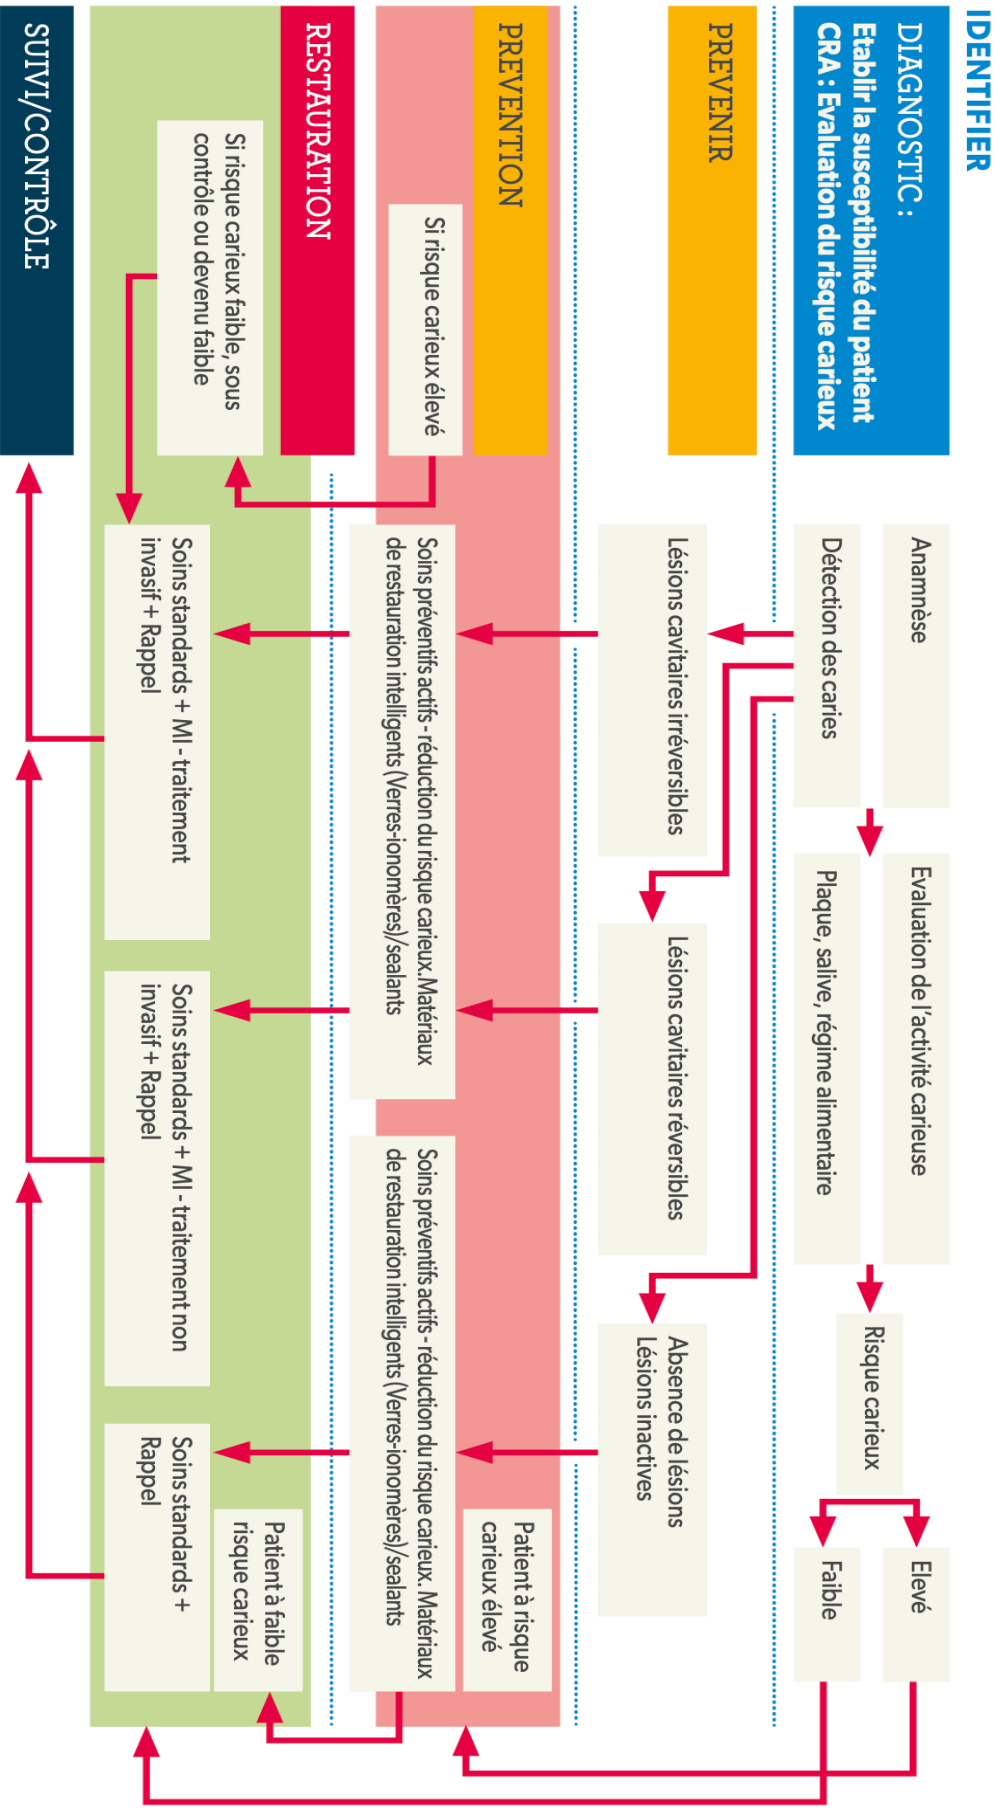 IDENTIFIER
DIAGNOSTIC :
Etablir la susceptibilité du patient
CRA : Evaluation du risque carieux
Anamnèse
Détection des caries
Evaluation de l'activité carieuse
Plaque, salive, régime alimentaire
Risque carieux
Elevé
Faible
PREVENIR
Lésions cavitaires irréversibles
Lésions cavitaires réversibles
Absence de lésions
Lésions inactives
PREVENTION
Si risque carieux élevé
Patient à risque
carieux élevé
Soins préventifs actifs - réduction du risque carieux.Matériaux
de restauration intelligents (Verres-ionomères)/sealants
Soins préventifs actifs - réduction du risque carieux. Matériaux
de restauration intelligents (Verres-ionomères)/sealants
RESTAURATION
Si risque carieux faible, sous
contrôle ou devenu faible
Patient à faible
risque carieux
Soins standards + MI - traitement
invasif + Rappel
Soins standards + MI - traitement non
invasif + Rappel
Soins standards +
Rappel
SUIVI/CONTRÔLE